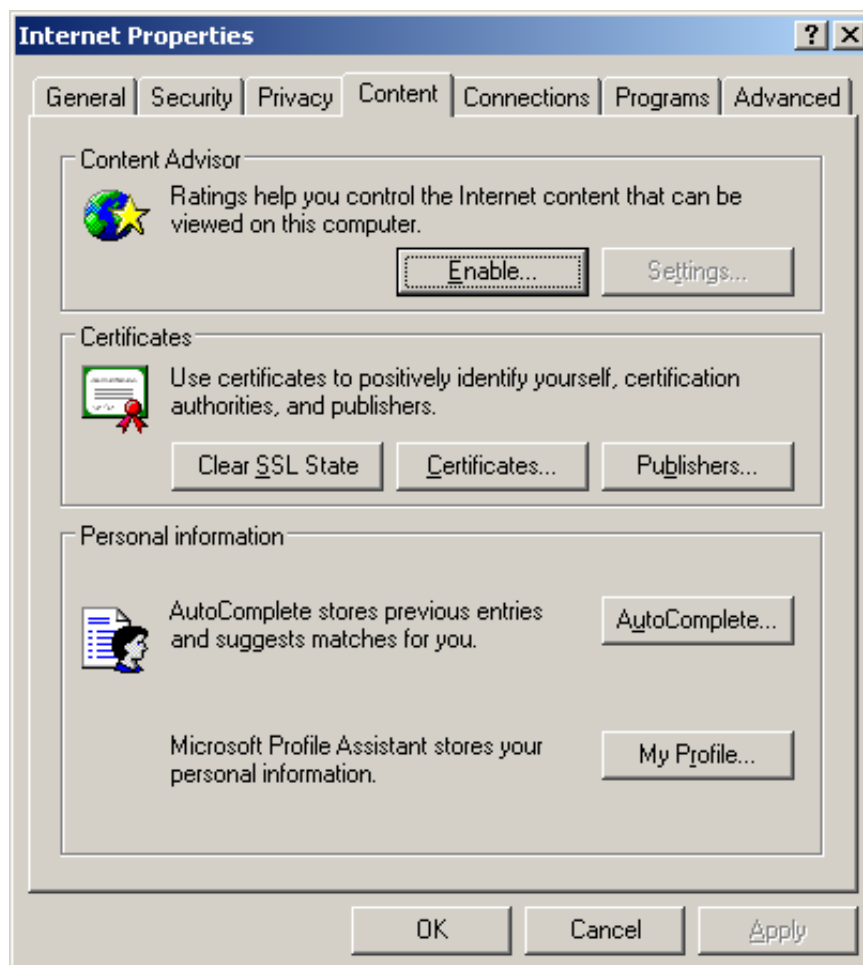 Internet Properties
General Security Privacy Content Connections Programs Advanced
Content Advisor
Ratings help you control the Internet content that can be
viewed on this computer.
Enable... Settings...
Certificates
Use certificates to positively identify yourself, certification
authorities, and publishers.
Clear SSL State Certificates... Publishers...
Personal information
AutoComplete stores previous entries
and suggests matches for you.
AutoComplete...
Microsoft Profile Assistant stores your
personal information.
My Profile...
OK Cancel Apply